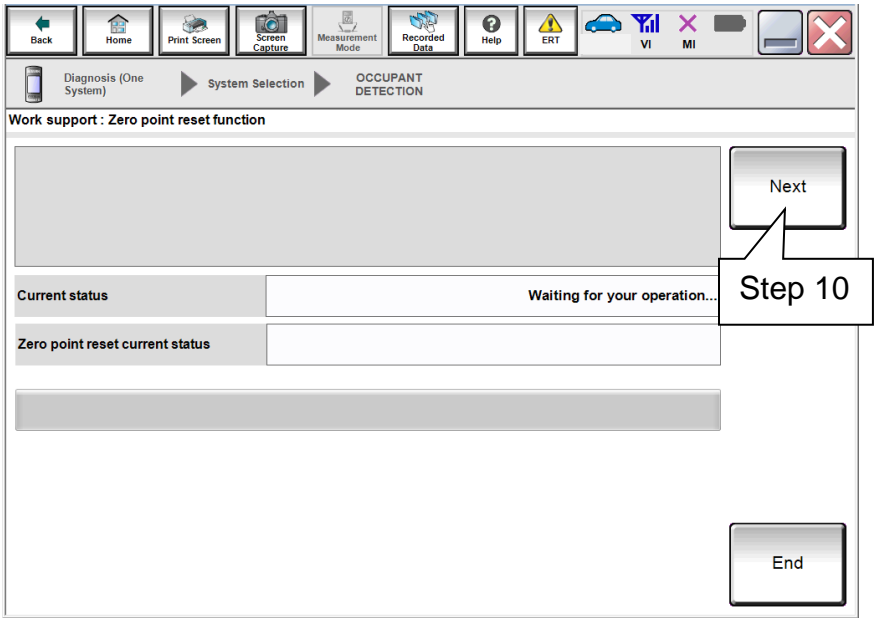 Back
Home
Print Screen
Screen
Capture
Measurement
Mode
Recorded
Data
Help
ERT
VI
MI
Diagnosis (One
System)
System Selection
OCCUPANT
DETECTION
Work support : Zero point reset function
Next
Step 10
Current status
Waiting for your operation...
Zero point reset current status
End